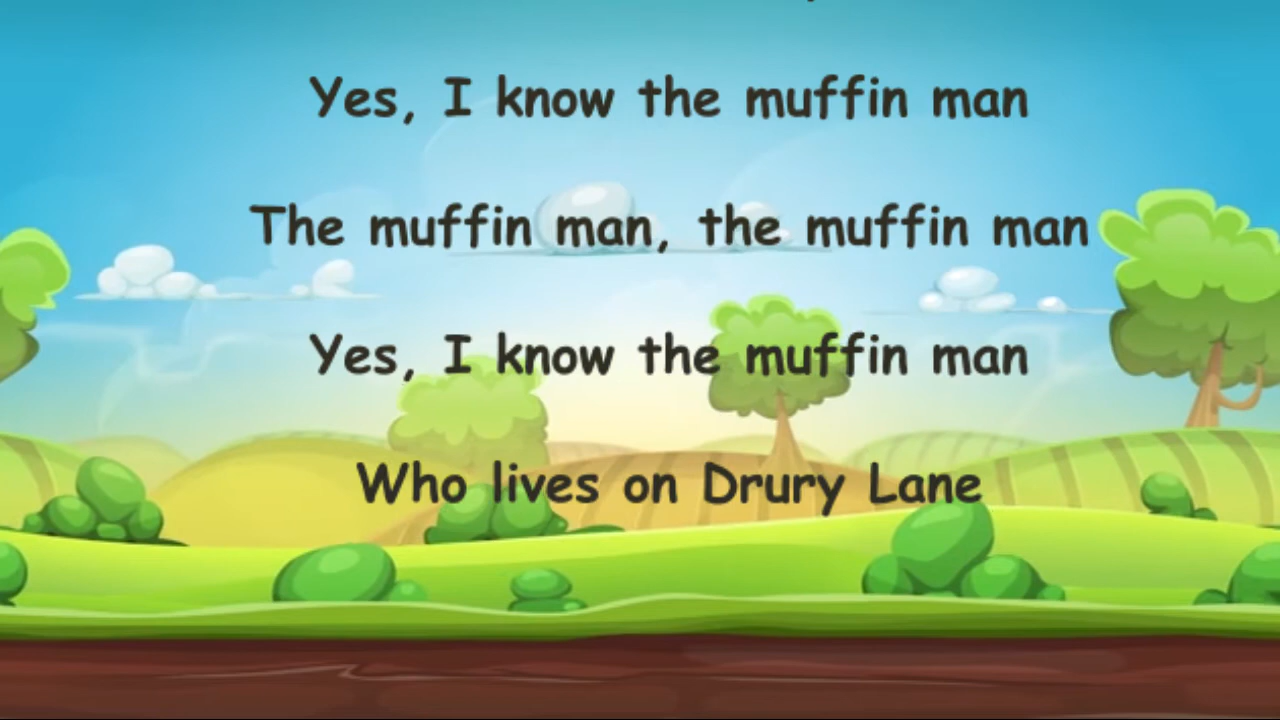 Yes, I know the muffin man
The muffin man, the muffin man
Yes, I know the muffin man
Who lives on Drury Lane